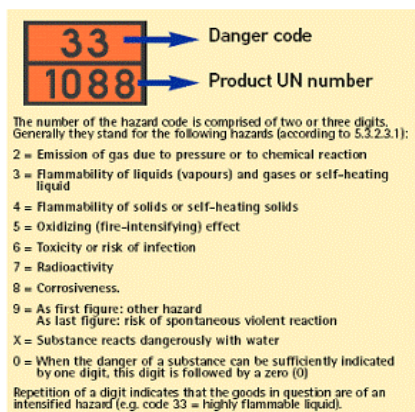 33
Danger code
1088
Product UN number
The number of the hazard code is comprised of two or three digits.
Generally they stand for the following hazards (according to 5.3.2.3.1):
2 = Emission of gas due to pressure or to chemical reaction
3 = Flammability of liquids (vapours) and gases or self-heating
liquid
4 = Flammability of solids or self-heating solids
5 = Oxidizing (fire-intensifying) effect
6 = Toxicity or risk of infection
7 = Radioactivity
8 = Corrosiveness.
9 = As first figure: other hazard
As last figure: risk of spontaneous violent reaction
X = Substance reacts dangerously with water
0 = When the danger of a substance can be sufficiently indicated
by one digit, this digit is followed by a zero (0)
Repetition of a digit indicates that the goods in question are of an
intensified hazard (e.g. code 33 = highly flammable liquid).